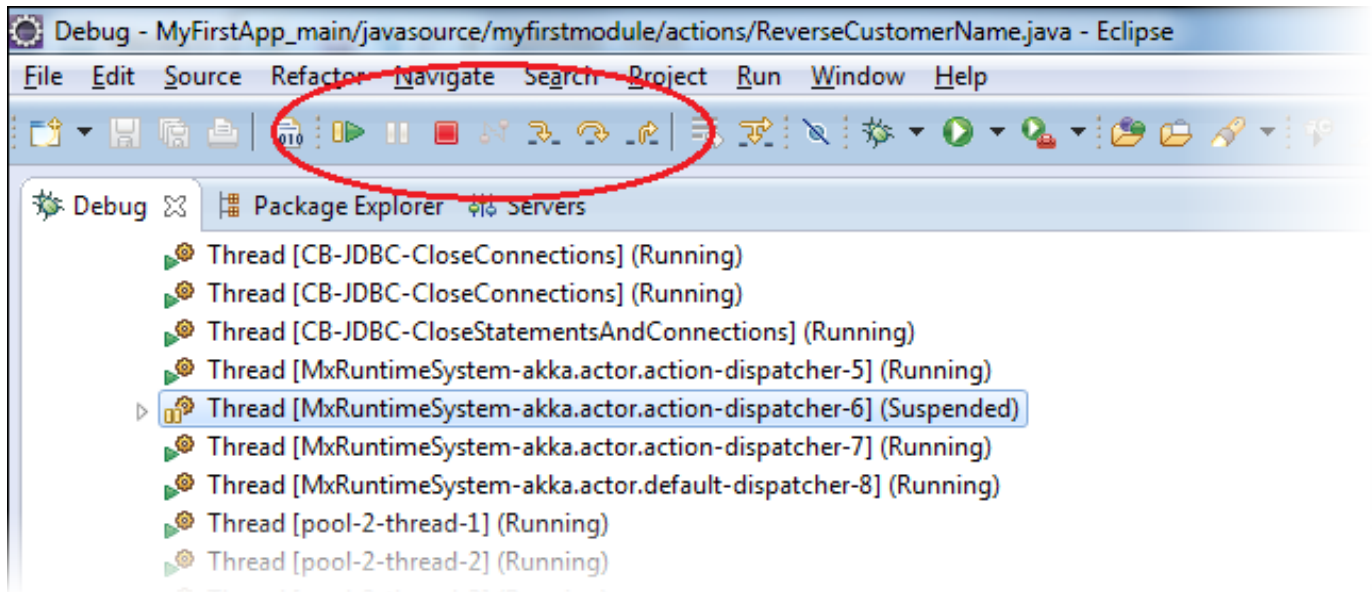 Debug - MyFirstApp_main/javasource/myfirstmodule/actions/ReverseCustomerName.java - Eclipse
File Edit Source Refactor Navigate Search Project Run Window Help
010
Debug Package Explorer Servers
Thread [CB-JDBC-CloseConnections] (Running)
Thread [CB-JDBC-CloseConnections] (Running)
Thread [CB-JDBC-CloseStatementsAndConnections] (Running)
Thread [MxRuntimeSystem-akka.actor.action-dispatcher-5] (Running)
Thread [MxRuntimeSystem-akka.actor.action-dispatcher-6] (Suspended)
Thread [MxRuntimeSystem-akka.actor.action-dispatcher-7] (Running)
Thread [MxRuntimeSystem-akka.actor.default-dispatcher-8] (Running)
Thread [pool-2-thread-1] (Running)
Thread [pool-2-thread-2] (Running)